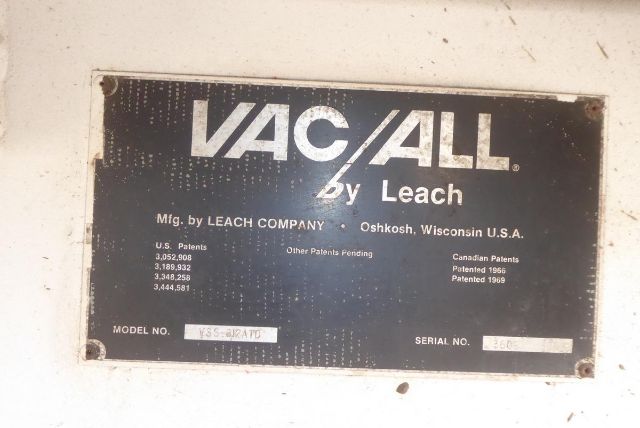 VAC/ALL®
by Leach
Mfg. by LEACH COMPANY • Oshkosh, Wisconsin U.S.A.
U.S. Patents
3,052,908
3,189,932
3,348,258
3,444,581
Other Patents Pending
Canadian Patents
Patented 1966
Patented 1969
MODEL NO.
SERIAL NO.